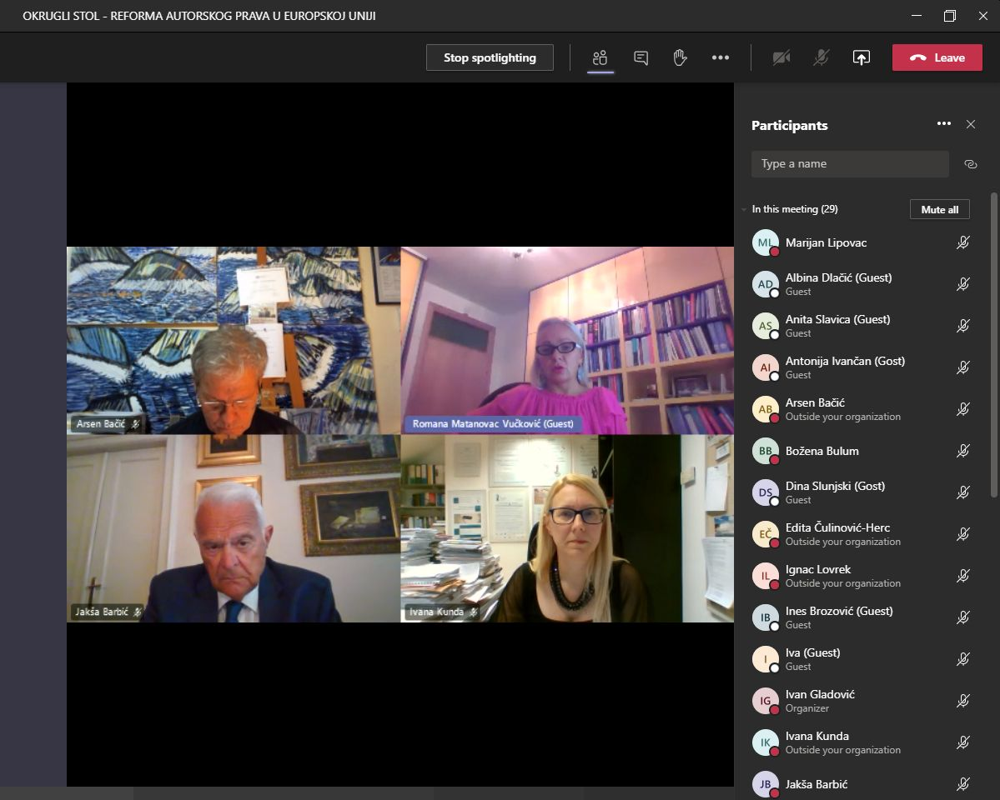 OKRUGLI STOL - REFORMA AUTORSKOG PRAVA U EUROPSKOJ UNIJI
Stop spotlighting
Leave
Participants
Type a name
In this meeting (29)
Mute all
ML
Marijan Lipovac
AD
Albina Dlačić (Guest)
Guest
AS
Anita Slavica (Guest)
Guest
AI
Antonija Ivančan (Gost)
Guest
AB
Arsen Bačić
Outside your organization
BB
Božena Bulum
DS
Dina Slunjski (Gost)
Guest
EČ
Edita Čulinović-Herc
Outside your organization
IL
Ignac Lovrek
Outside your organization
IB
Ines Brozović (Guest)
Guest
I
Iva (Guest)
Guest
IG
Ivan Gladović
Organizer
IK
Ivana Kunda
Outside your organization
JB
Jakša Barbić
Arsen Bačić
Romana Matanovac Vučković (Guest)
Jakša Barbić
Ivana Kunda